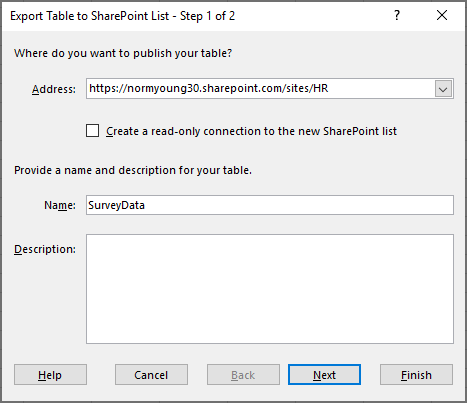 Export Table to SharePoint List - Step 1 of 2 ?
Where do you want to publish your table?
Address: https://normyoung30.sharepoint.com/sites/HR
Create a read-only connection to the new SharePoint list
Provide a name and description for your table.
Name: SurveyData
Description:
Help Cancel Back Next Finish